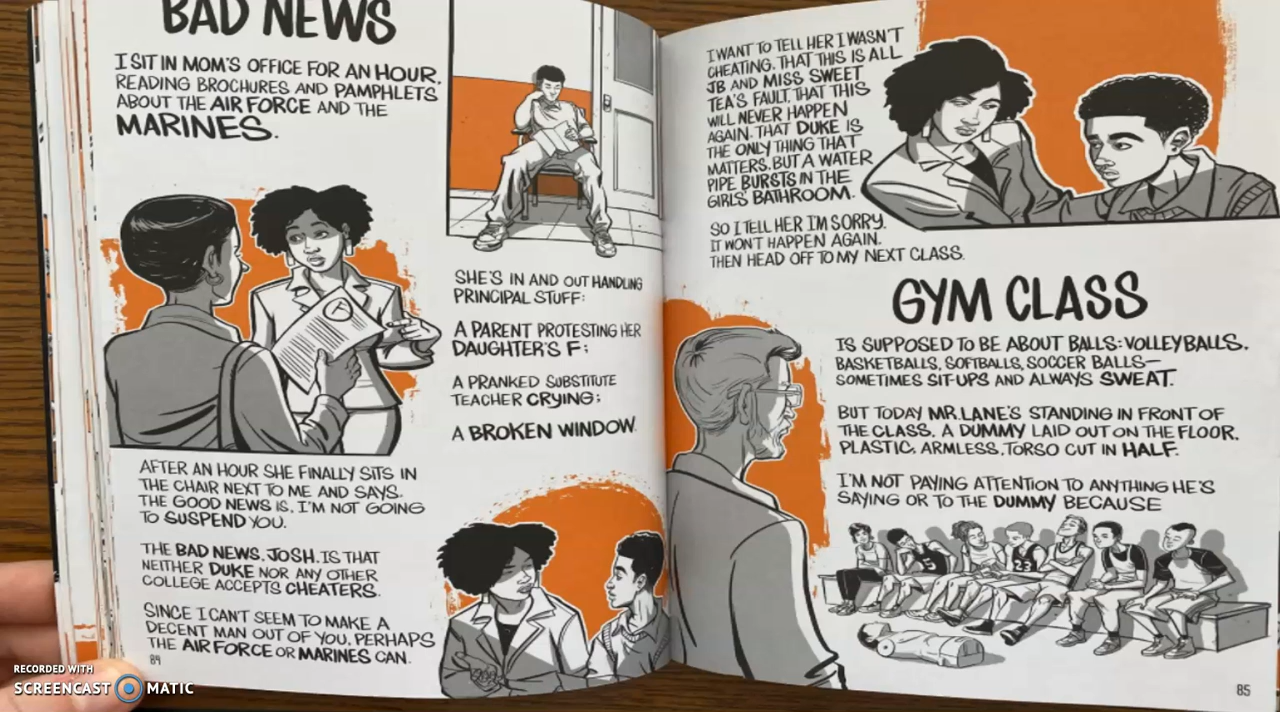 BAD NEWS
I SIT IN MOM'S OFFICE FOR AN HOUR,
READING BROCHURES AND PAMPHLETS
ABOUT THE AIR FORCE AND THE
MARINES.
SHE'S IN AND OUT HANDLING
PRINCIPAL STUFF:
A PARENT PROTESTING HER
DAUGHTER'S F;
A PRANKED SUBSTITUTE
TEACHER CRYING;
A BROKEN WINDOW.
AFTER AN HOUR SHE FINALLY SITS IN
THE CHAIR NEXT TO ME AND SAYS,
THE GOOD NEWS IS, I'M NOT GOING
TO SUSPEND YOU.
THE BAD NEWS, JOSH, IS THAT
NEITHER DUKE NOR ANY OTHER
COLLEGE ACCEPTS CHEATERS.
SINCE I CAN'T SEEM TO MAKE A
DECENT MAN OUT OF YOU, PERHAPS
THE AIR FORCE OR MARINES CAN.
84
I WANT TO TELL HER I WASN'T
CHEATING, THAT THIS IS ALL
JB AND MISS SWEET
TEA'S FAULT, THAT THIS
WILL NEVER HAPPEN
AGAIN, THAT DUKE IS
THE ONLY THING THAT
MATTERS, BUT A WATER
PIPE BURSTS IN THE
GIRLS' BATHROOM.
SO I TELL HER I'M SORRY,
IT WON'T HAPPEN AGAIN,
THEN HEAD OFF TO MY NEXT CLASS.
GYM CLASS
IS SUPPOSED TO BE ABOUT BALLS: VOLLEYBALLS,
BASKETBALLS, SOFTBALLS, SOCCER BALLS—
SOMETIMES SIT-UPS AND ALWAYS SWEAT.
BUT TODAY MR. LANE'S STANDING IN FRONT OF
THE CLASS, A DUMMY LAID OUT ON THE FLOOR,
PLASTIC, ARMLESS, TORSO CUT IN HALF.
I'M NOT PAYING ATTENTION TO ANYTHING HE'S
SAYING OR TO THE DUMMY BECAUSE
23
85
RECORDED WITH
SCREENCAST MATIC